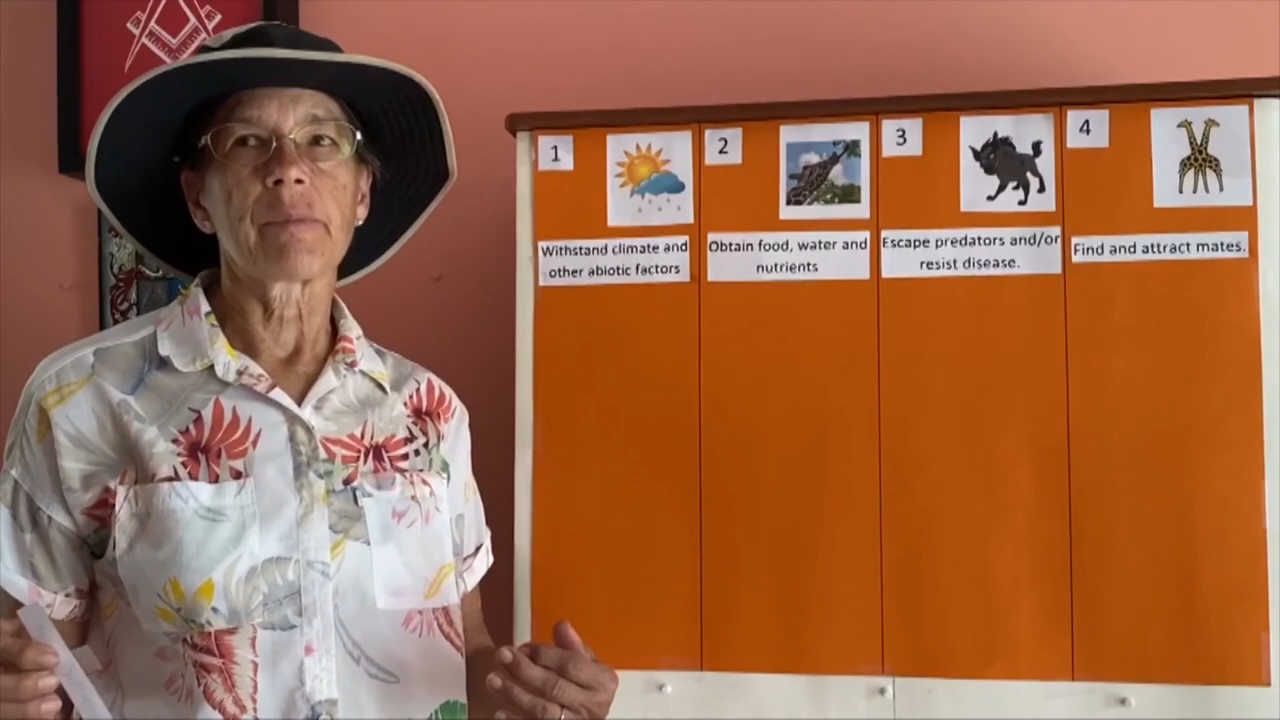 1
2
3
4
Withstand climate and
other abiotic factors
Obtain food, water and
nutrients
Escape predators and/or
resist disease.
Find and attract mates.